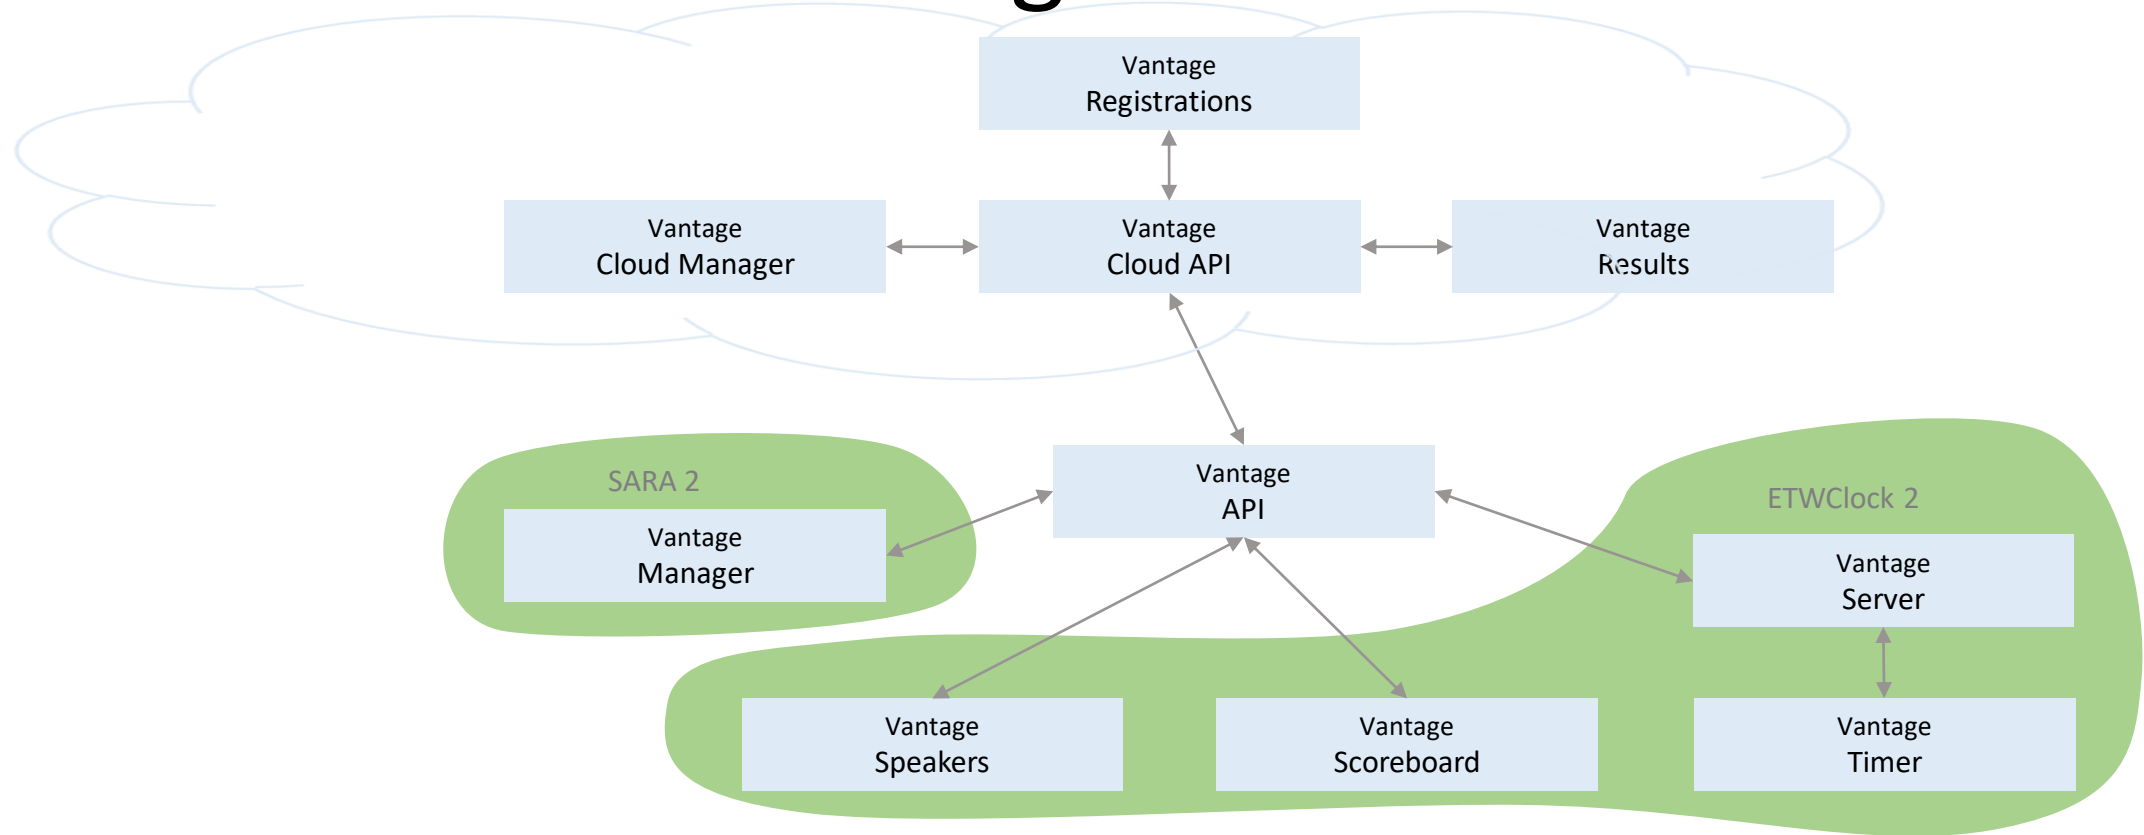 Vantage
Registrations
Vantage
Cloud Manager
Vantage
Cloud API
Vantage
Results
Vantage
API
SARA 2
Vantage
Manager
ETWClock 2
Vantage
Server
Vantage
Speakers
Vantage
Scoreboard
Vantage
Timer